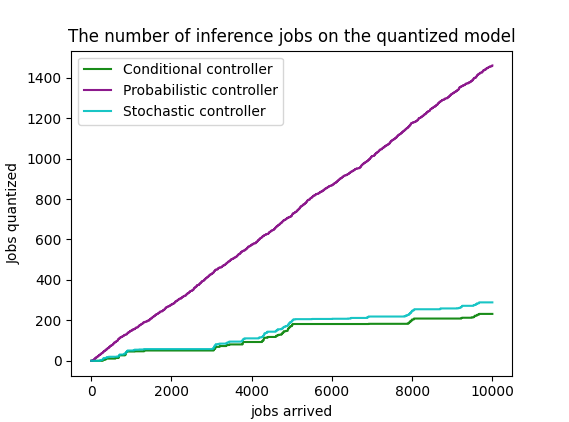 The number of inference jobs on the quantized model
Conditional controller
Probabilistic controller
Stochastic controller
Jobs quantized
1400
1200
1000
800
600
400
200
0
0 2000 4000 6000 8000 10000
jobs arrived